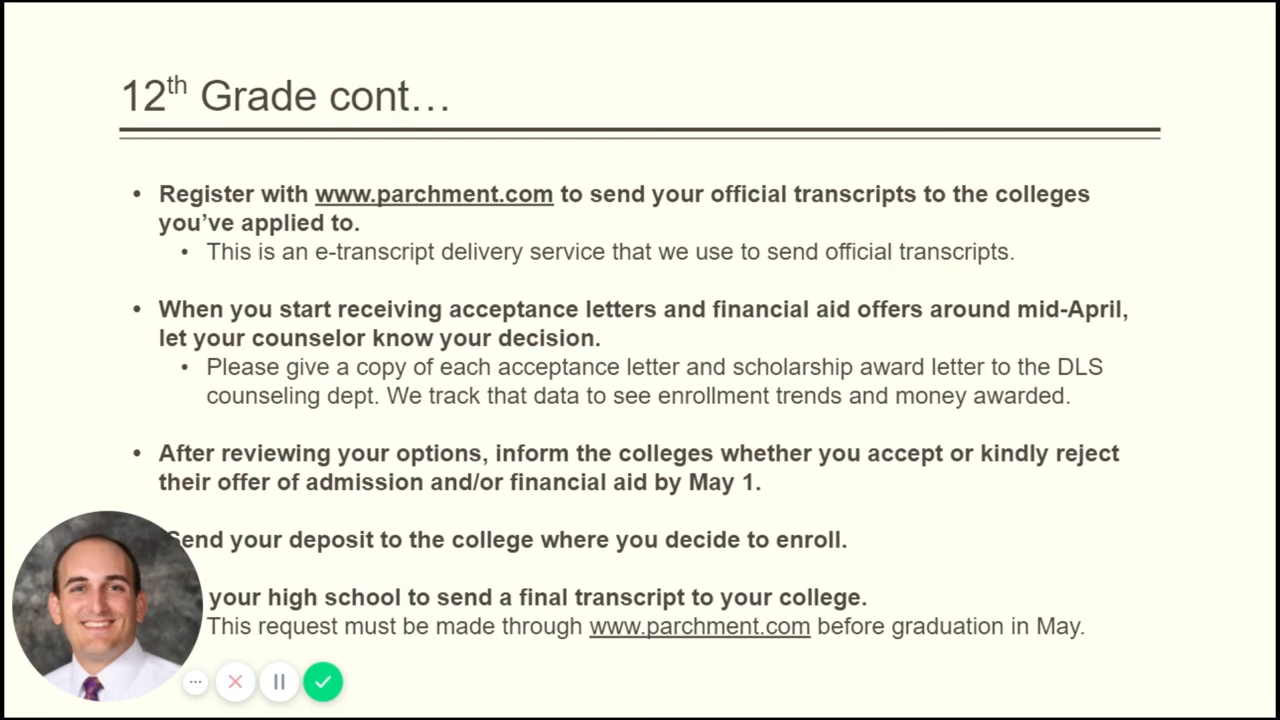 12th Grade cont…
• Register with www.parchment.com to send your official transcripts to the colleges
you’ve applied to.
• This is an e-transcript delivery service that we use to send official transcripts.
• When you start receiving acceptance letters and financial aid offers around mid-April,
let your counselor know your decision.
• Please give a copy of each acceptance letter and scholarship award letter to the DLS
counseling dept. We track that data to see enrollment trends and money awarded.
• After reviewing your options, inform the colleges whether you accept or kindly reject
their offer of admission and/or financial aid by May 1.
Send your deposit to the college where you decide to enroll.
your high school to send a final transcript to your college.
This request must be made through www.parchment.com before graduation in May.